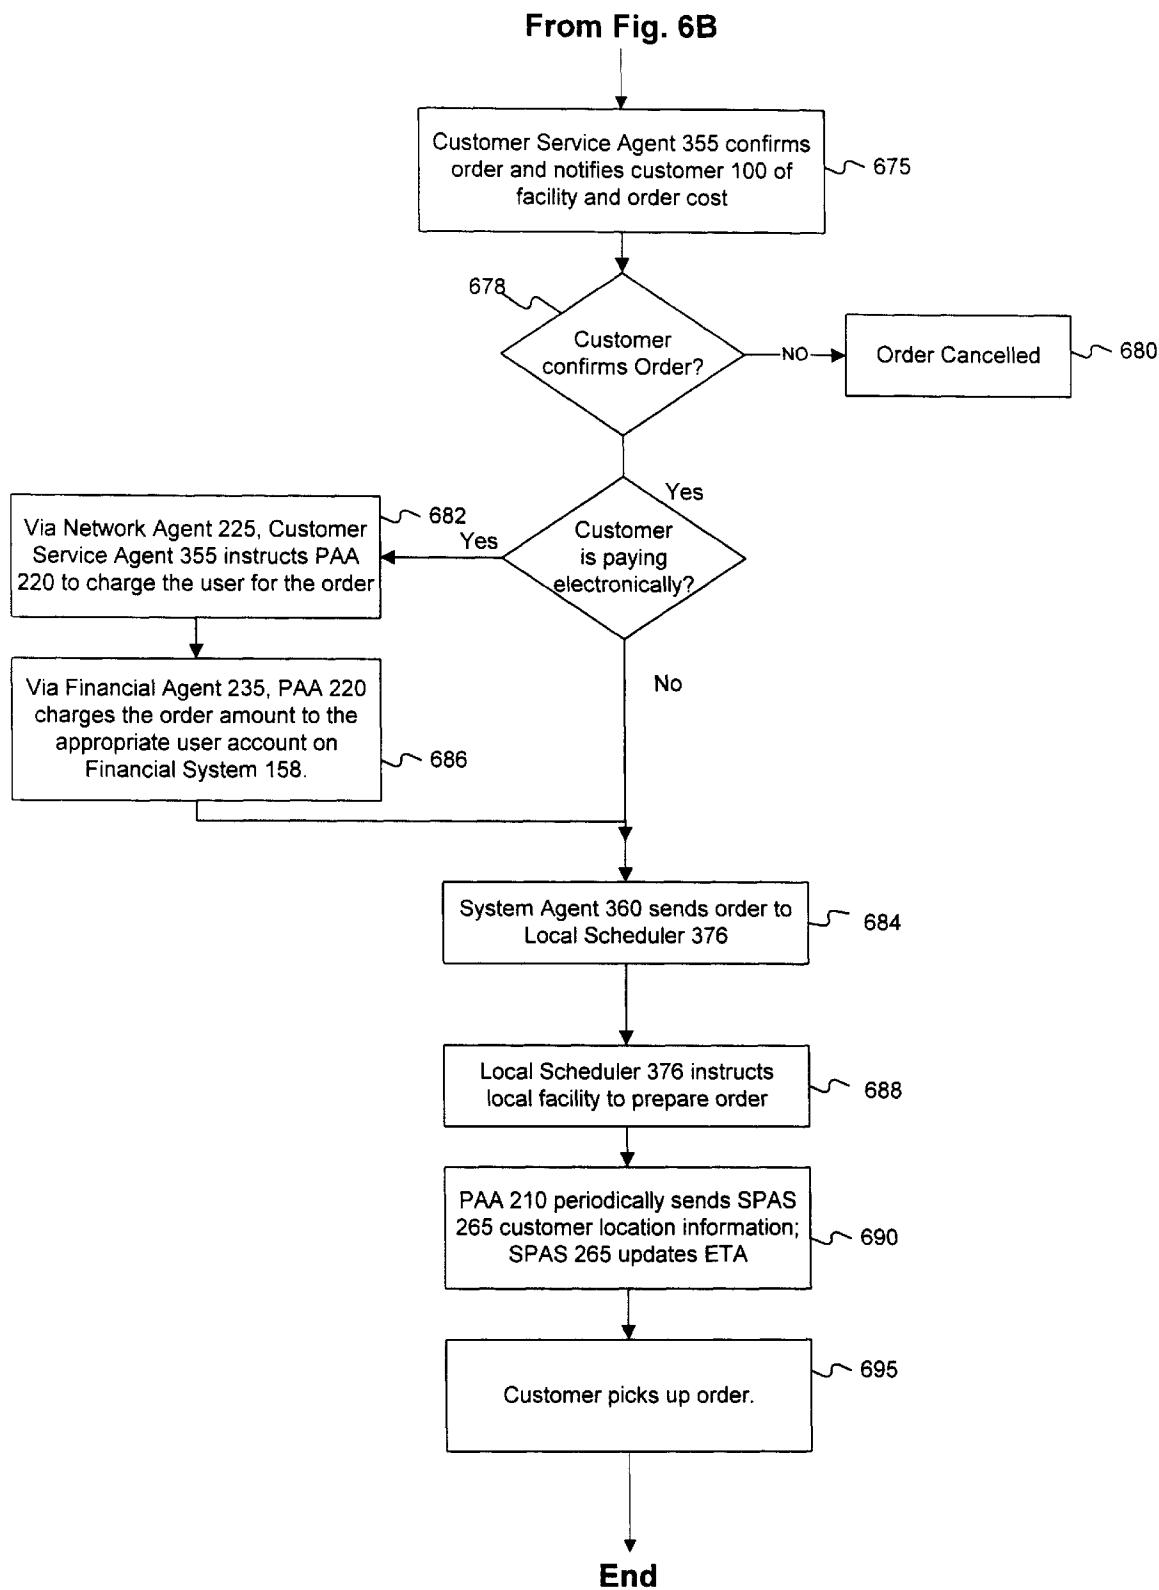 From Fig. 6B
Customer Service Agent 355 confirms
order and notifies customer 100 of
facility and order cost
675
678
Customer
confirms Order?
NO
Order Cancelled
680
Yes
Via Network Agent 225, Customer
Service Agent 355 instructs PAA
220 to charge the user for the order
682
Yes
Customer
is paying
electronically?
No
Via Financial Agent 235, PAA 220
charges the order amount to the
appropriate user account on
Financial System 158.
686
System Agent 360 sends order to
Local Scheduler 376
684
Local Scheduler 376 instructs
local facility to prepare order
688
PAA 210 periodically sends SPAS
265 customer location information;
SPAS 265 updates ETA
690
Customer picks up order.
695
End